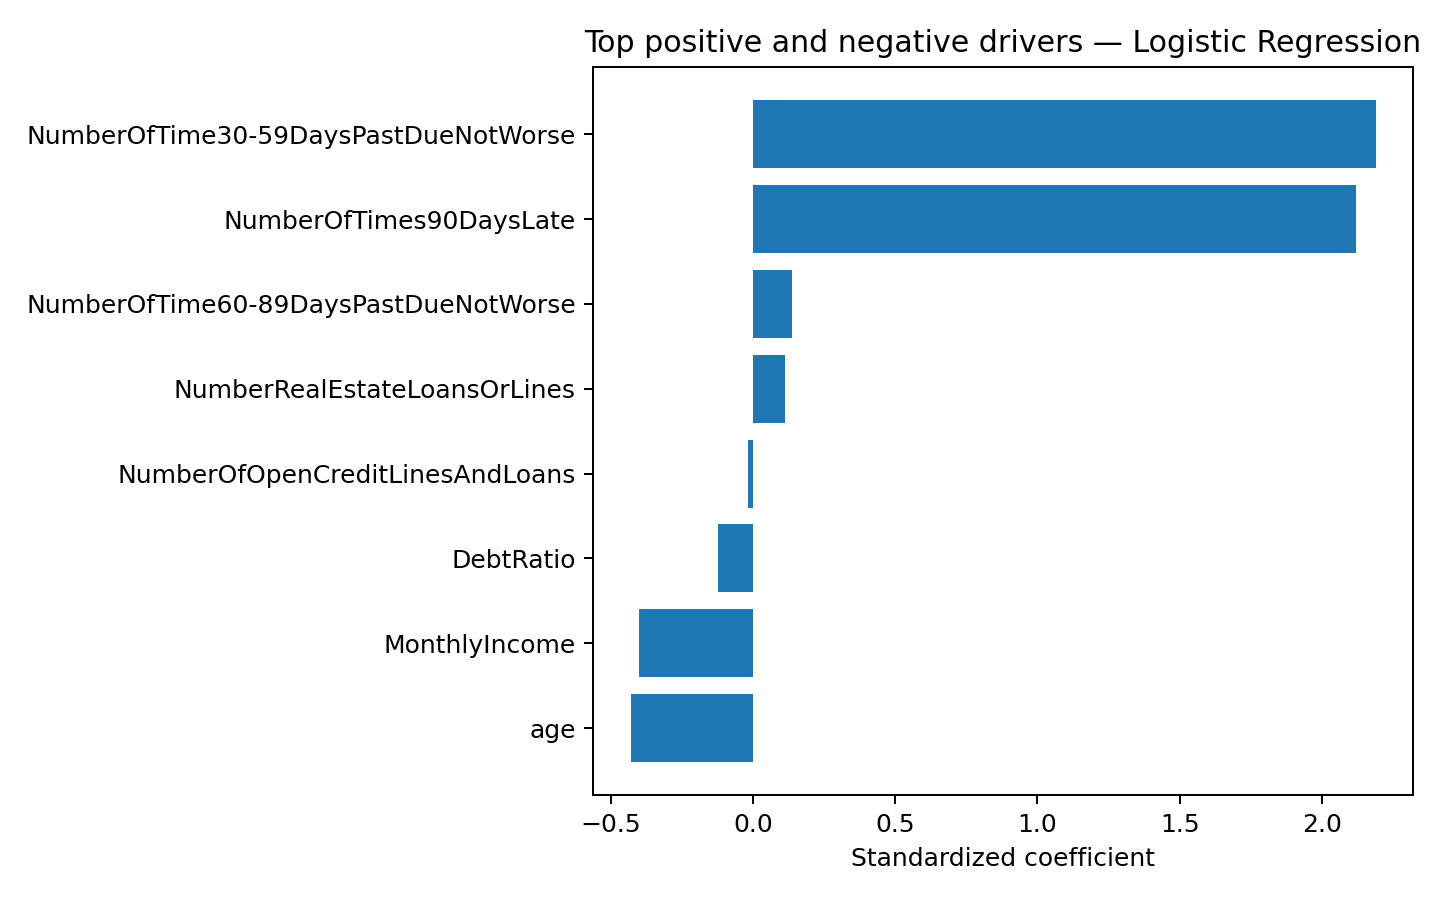 Top positive and negative drivers — Logistic Regression
NumberOfTime30-59DaysPastDueNotWorse
NumberOfTimes90DaysLate
NumberOfTime60-89DaysPastDueNotWorse
NumberRealEstateLoansOrLines
NumberOfOpenCreditLinesAndLoans
DebtRatio
MonthlyIncome
age
−0.5 0.0 0.5 1.0 1.5 2.0
Standardized coefficient